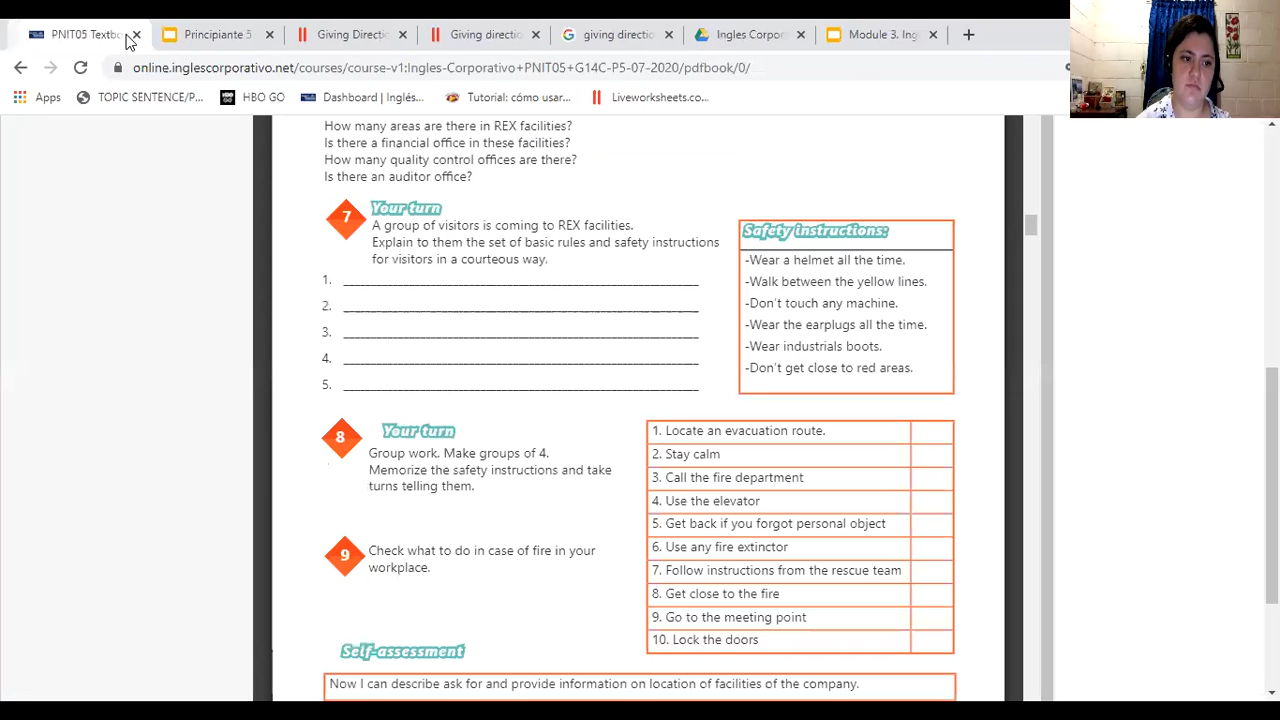 PNIT05 Textbo
Principiante 5
Giving Directi
Giving directio
giving direction
Ingles Corpor
Module 3. Ing
online.inglescorporativo.net/courses/course-v1:Ingles-Corporativo+PNIT05+G14C-P5-07-2020/pdfbook/0/
Apps
TOPIC SENTENCE/P...
HBO GO
Dashboard | Inglés...
Tutorial: cómo usar...
Liveworksheets.co...
How many areas are there in REX facilities?
Is there a financial office in these facilities?
How many quality control offices are there?
Is there an auditor office?
7
Your turn
A group of visitors is coming to REX facilities.
Explain to them the set of basic rules and safety instructions
for visitors in a courteous way.
1. 
2. 
3. 
4. 
5. 
Safety instructions:
-Wear a helmet all the time.
-Walk between the yellow lines.
-Don't touch any machine.
-Wear the earplugs all the time.
-Wear industrials boots.
-Don't get close to red areas.
8
Your turn
Group work. Make groups of 4.
Memorize the safety instructions and take
turns telling them.
9
Check what to do in case of fire in your
workplace.
1. Locate an evacuation route.
2. Stay calm
3. Call the fire department
4. Use the elevator
5. Get back if you forgot personal object
6. Use any fire extinctor
7. Follow instructions from the rescue team
8. Get close to the fire
9. Go to the meeting point
10. Lock the doors
Self-assessment
Now I can describe ask for and provide information on location of facilities of the company.